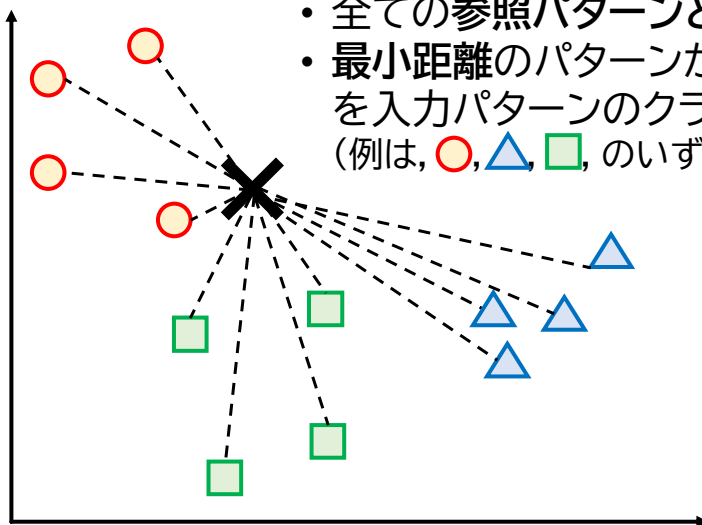 • 全ての参照パターンと
• 最小距離のパターンが
を入力パターンのクラ
(例は, , , , のいず